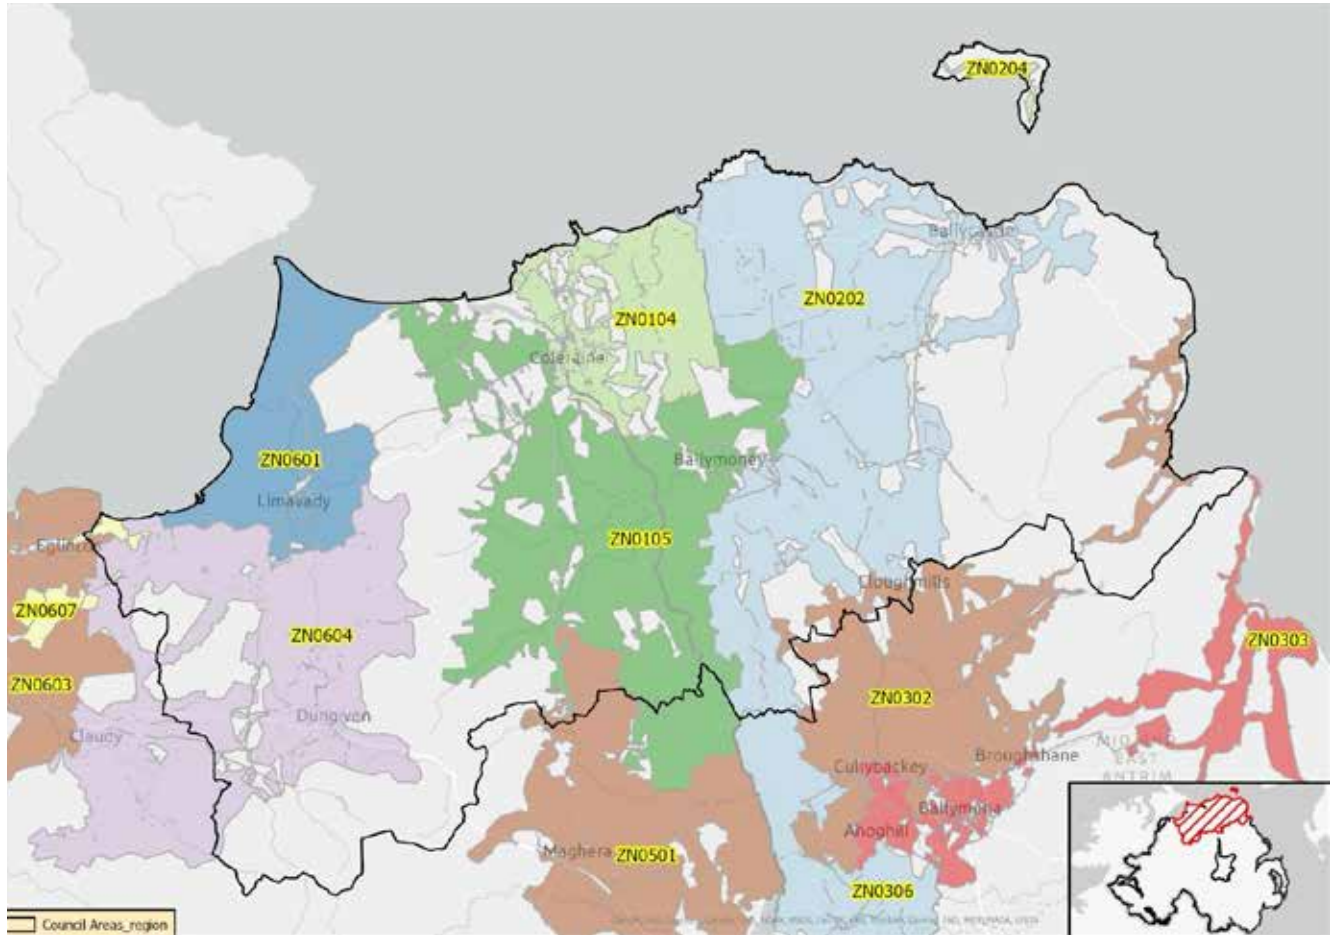 ZN0204
Ballycastle
ZN0202
ZN0104
Coleraine
ZN0601
Limavady
Ballymoney
ZN0105
Eglinton
Cloughmills
ZN0607
ZN0604
ZN0303
ZN0603
ZN0302
Dungiven
Claudy
MID AND
EAST
ANTRIM
Broughshane
Cullybackey
Ballymena
Ahoghill
Maghera
ZN0501
ZN0306
Council Areas_region